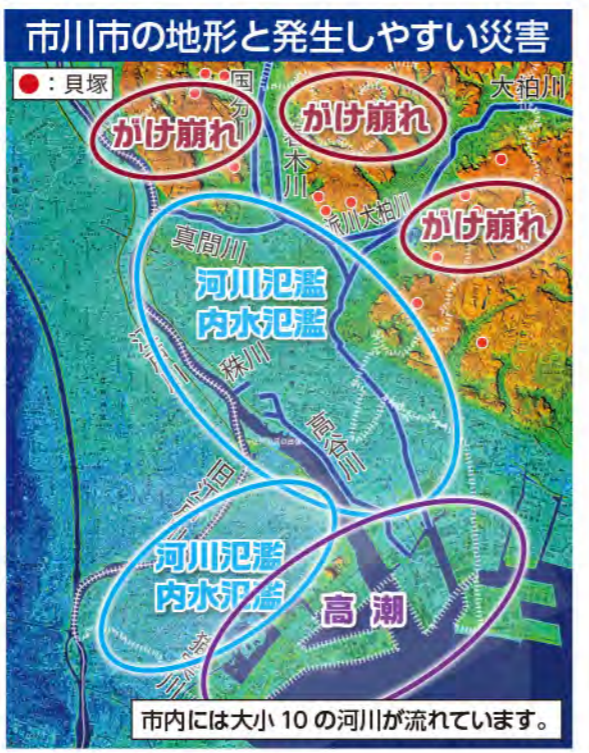 市川市の地形と発生しやすい災害
●：貝塚
国分川
大柏川
がけ崩れ
がけ崩れ
春木川
がけ崩れ
派川大柏川
真間川
河川氾濫
内水氾濫
江戸川
秣川
高谷川
旧江戸川
河川氾濫
内水氾濫
高潮
猫実川
市内には大小10の河川が流れています。